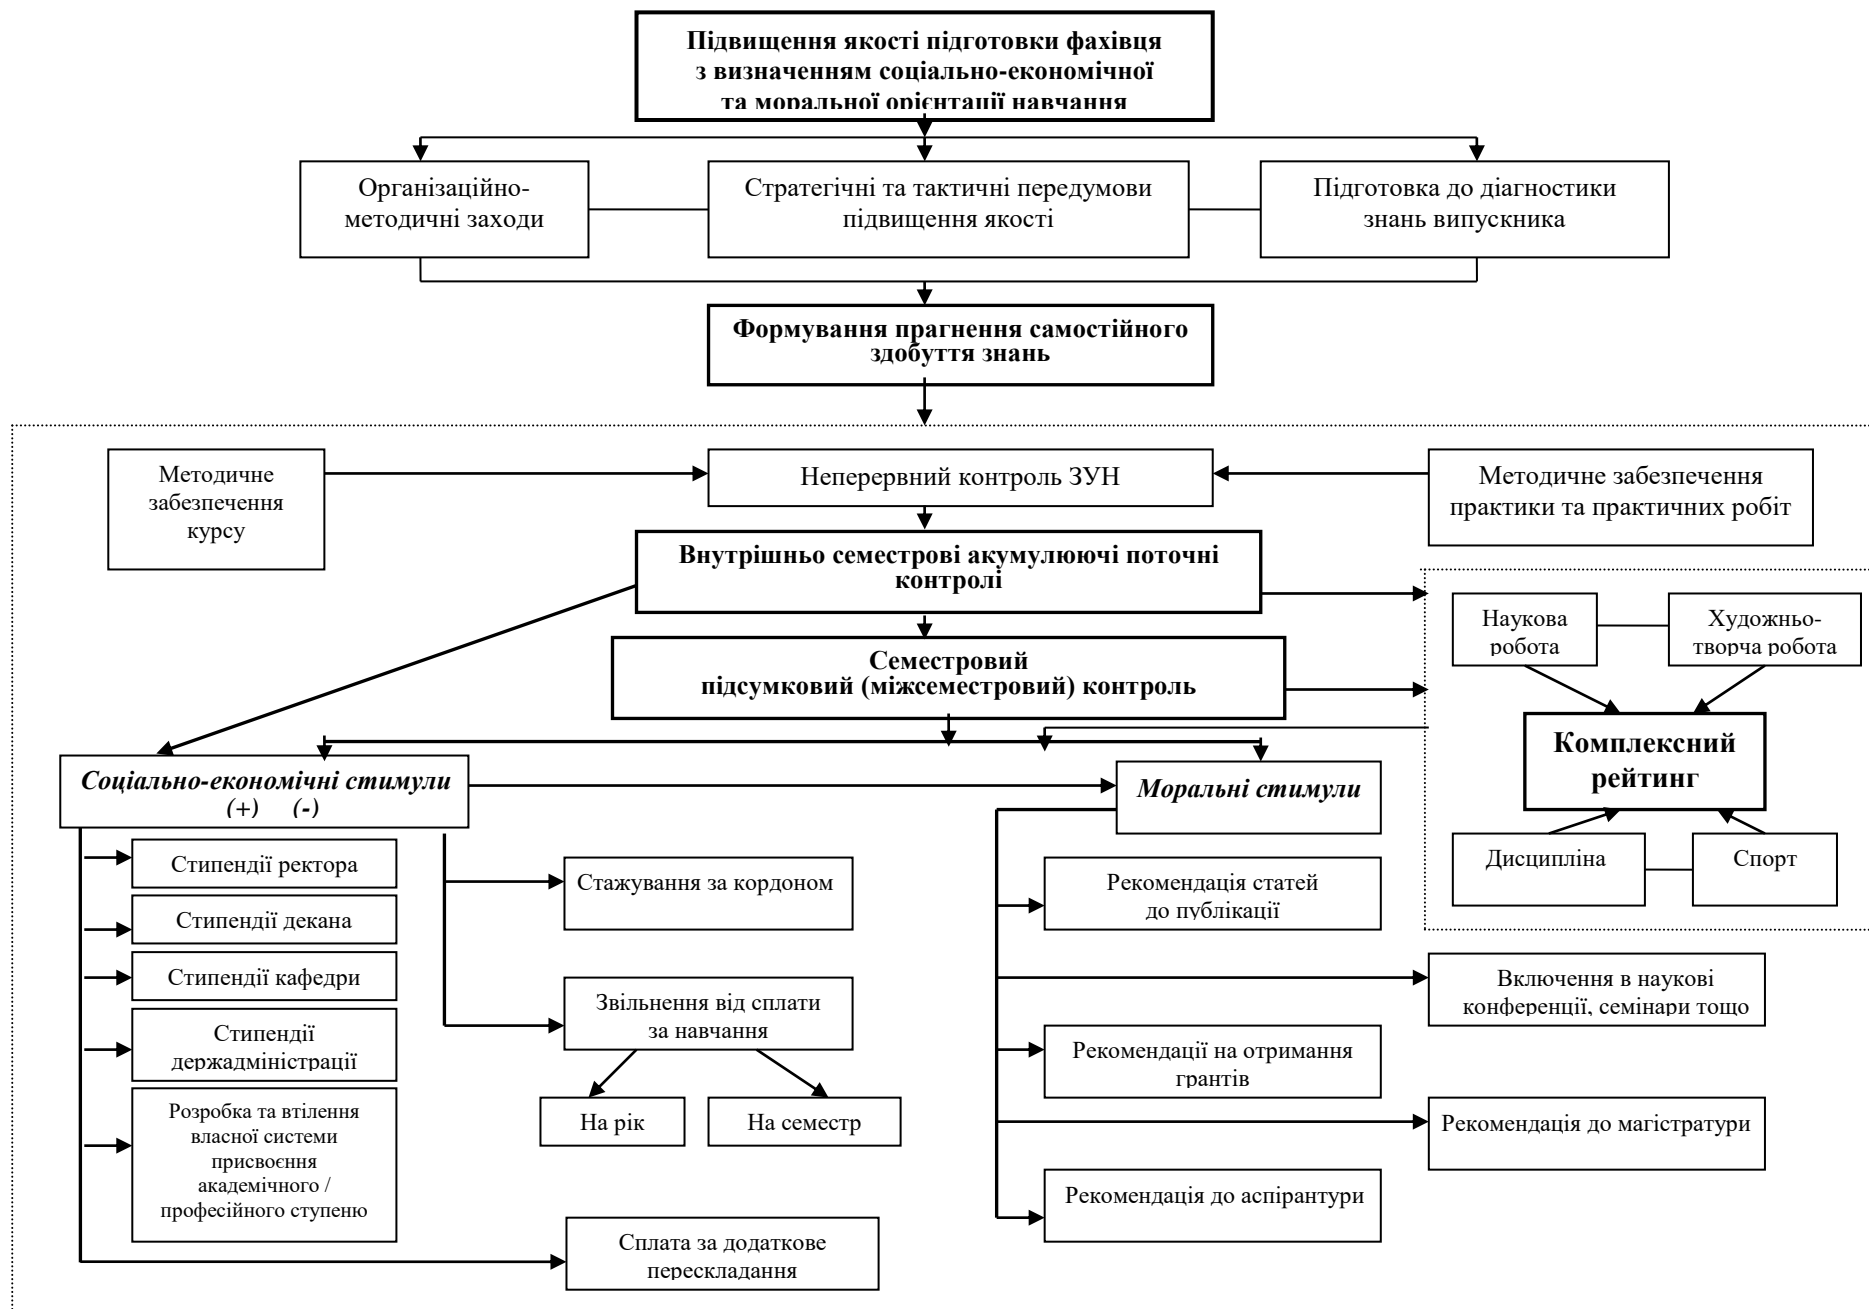 Підвищення якості підготовки фахівця
з визначенням соціально-економічної
та моральної орієнтації навчання
Організаційно-
методичні заходи
Стратегічні та тактичні передумови
підвищення якості
Підготовка до діагностики
знань випускника
Формування прагнення самостійного
здобуття знань
Методичне
забезпечення
курсу
Неперервний контроль ЗУН
Методичне забезпечення
практики та практичних робіт
Внутрішньо семестрові акумулюючі поточні
контролі
Наукова
робота
Художньо-
творча робота
Семестровий
підсумковий (міжсеместровий) контроль
Комплексний
рейтинг
Соціально-економічні стимули
(+) (-)
Моральні стимули
Дисципліна
Спорт
Стипендії ректора
Стипендії декана
Стипендії кафедри
Стипендії
держадміністрації
Розробка та втілення
власної системи
присвоєння
академічного /
професійного ступеню
Стажування за кордоном
Звільнення від сплати
за навчання
На рік
На семестр
Сплата за додаткове
перескладання
Рекомендація статей
до публікації
Включення в наукові
конференції, семінари тощо
Рекомендації на отримання
грантів
Рекомендація до магістратури
Рекомендація до аспірантури